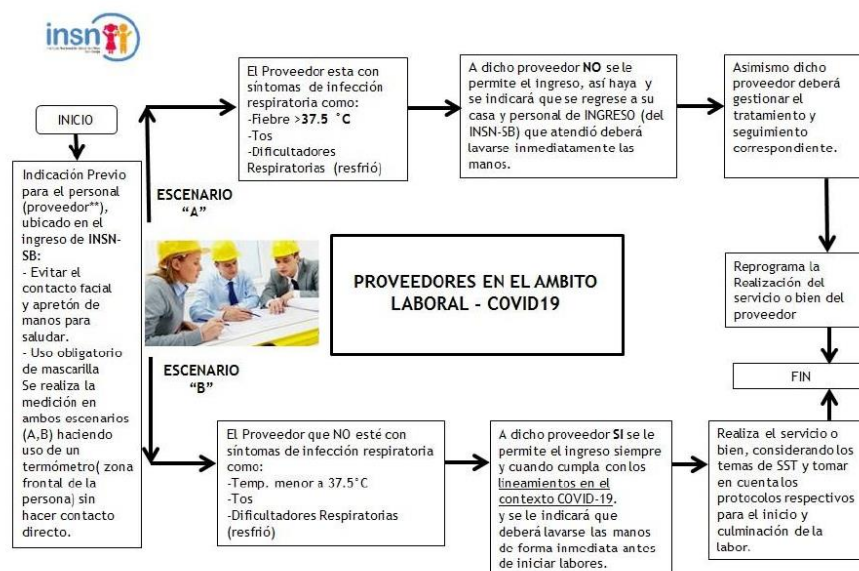 insn
INICIO
Indicación Previo
para el personal
(proveedor**),
ubicado en el
ingreso de INSN-
SB:
- Evitar el
contacto facial
y apretón de
manos para
saludar.
- Uso obligatorio
de mascarilla
Se realiza la
medición en
ambos escenarios
(A,B) haciendo
uso de un
termómetro( zona
frontal de la
persona) sin
hacer contacto
directo.
ESCENARIO
“A”
El Proveedor esta con
síntomas de infección
respiratoria como:
-Fiebre >37.5 °C
-Tos
-Dificultadores
Respiratorias (resfrió)
A dicho proveedor NO se le
permite el ingreso, así haya y
se indicará que se regrese a su
casa y personal de INGRESO (del
INSN-SB) que atendió deberá
lavarse inmediatamente las
manos.
Asimismo dicho
proveedor deberá
gestionar el
tratamiento y
seguimiento
correspondiente.
Reprograma la
Realización del
servicio o bien del
proveedor
FIN
PROVEEDORES EN EL AMBITO
LABORAL - COVID19
ESCENARIO
“B”
El Proveedor que NO esté con
síntomas de infección respiratoria
como:
-Temp. menor a 37.5°C
-Tos
-Dificultadores Respiratorias
(resfrió)
A dicho proveedor SI se le
permite el ingreso siempre
y cuando cumpla con los
lineamientos en el
contexto COVID-19.
y se le indicará que
deberá lavarse las manos
de forma inmediata antes
de iniciar labores.
Realiza el servicio o
bien, considerando los
temas de SST y tomar
en cuenta los
protocolos respectivos
para el inicio y
culminación de la
labor.